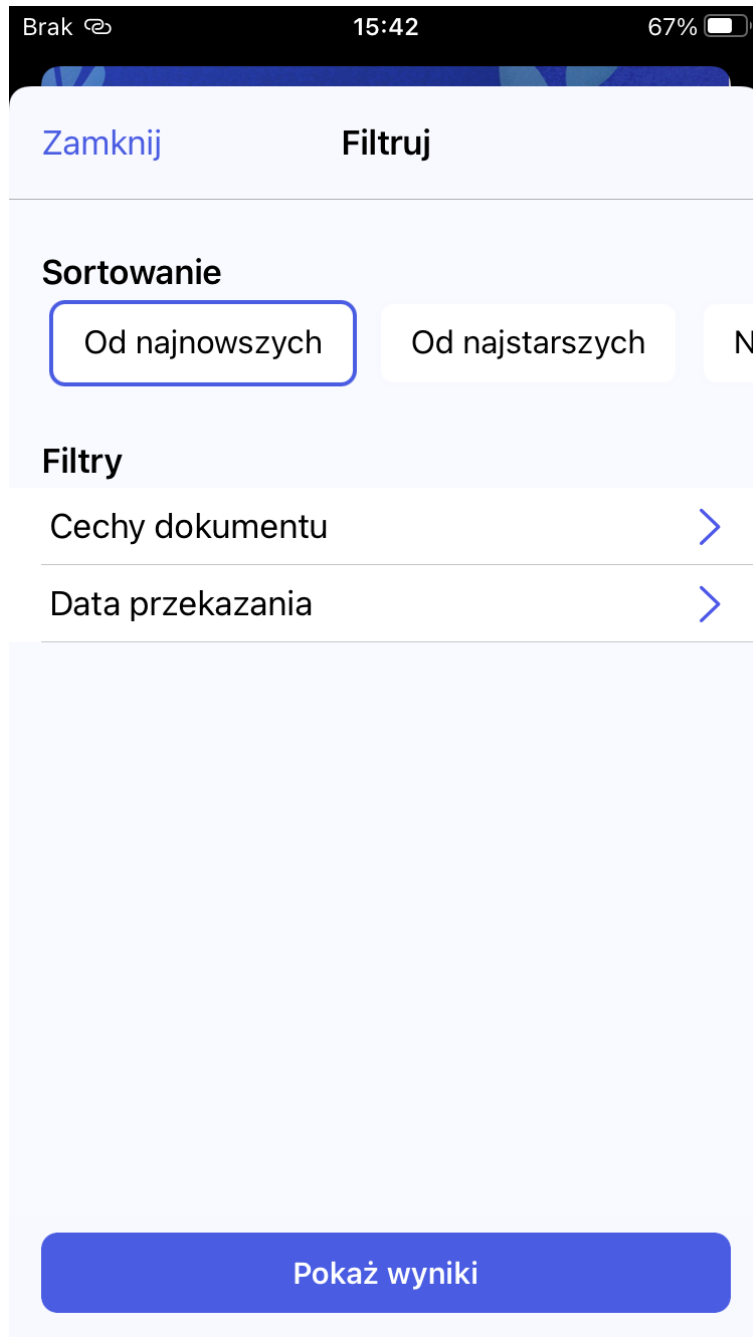 Brak 15:42 67%
Zamknij Filtruj
Sortowanie
Od najnowszych Od najstarszych N
Filtry
Cechy dokumentu
Data przekazania
Pokaż wyniki